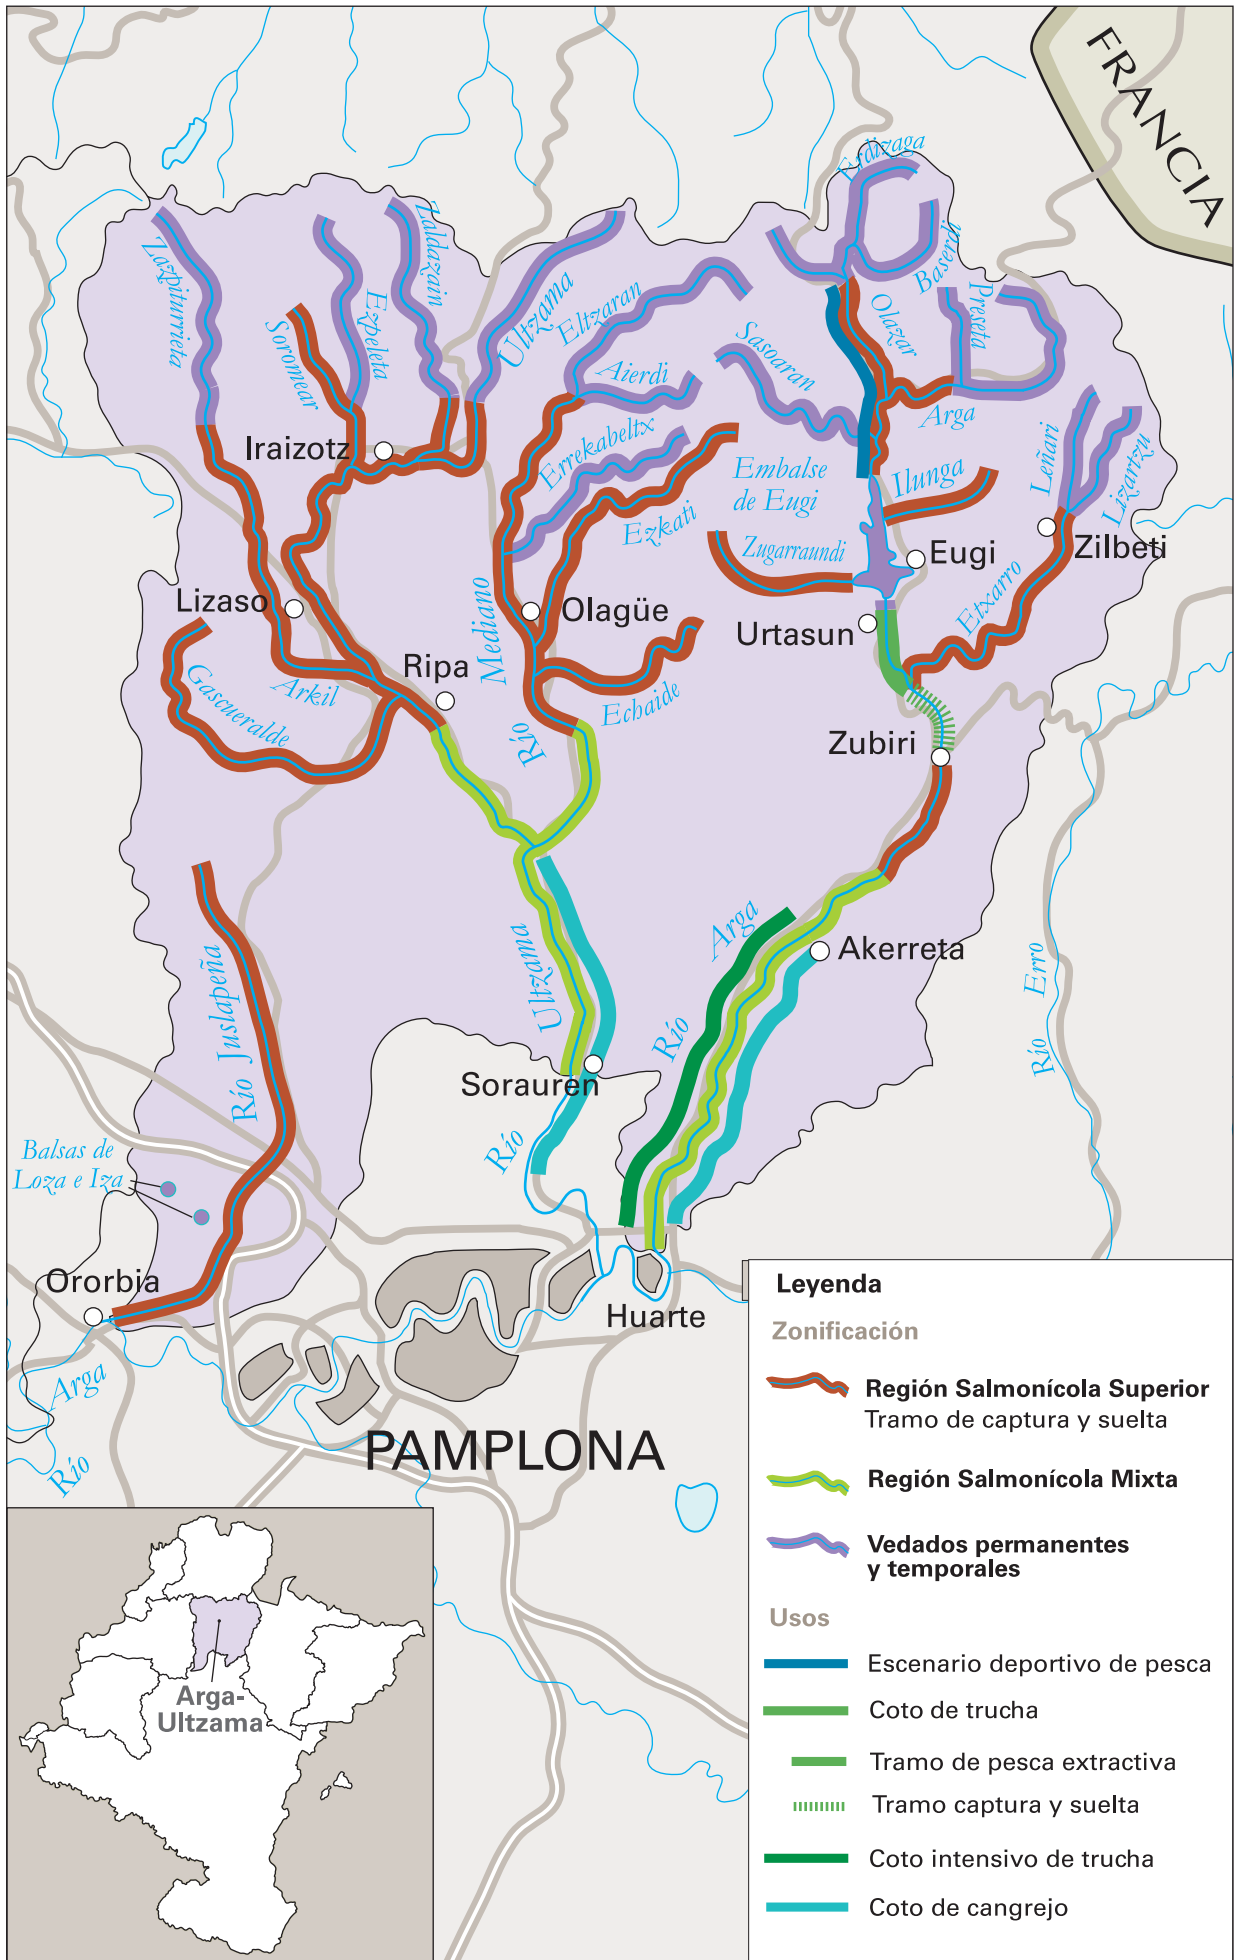 FRANCIA
Erdizaga
Zazpiturrieta
Soromear
Ezpeleta
Zaldazain
Ultzama
Eltzaran
Aierdi
Errekabeltx
Ezkati
Sasoaran
Olazar
Baserdi
Preseta
Arga
Leñari
Lizartzu
Iraizotz
Embalse
de Eugi
Ilunga
Zugarraundi
Eugi
Zilbeti
Lizaso
Olagüe
Urtasun
Etxarro
Río Mediano
Ripa
Gascueralde
Arkil
Echaide
Zubiri
Río Arga
Akerreta
Río Ultzama
Río Juslapeña
Río Erro
Sorauren
Balsas de
Loza e Iza
Ororbia
Huarte
Río Arga
PAMPLONA
Leyenda
Zonificación
Región Salmonícola Superior
Tramo de captura y suelta
Región Salmonícola Mixta
Vedados permanentes
y temporales
Usos
Escenario deportivo de pesca
Coto de trucha
Tramo de pesca extractiva
Tramo captura y suelta
Coto intensivo de trucha
Coto de cangrejo
Arga-
Ultzama